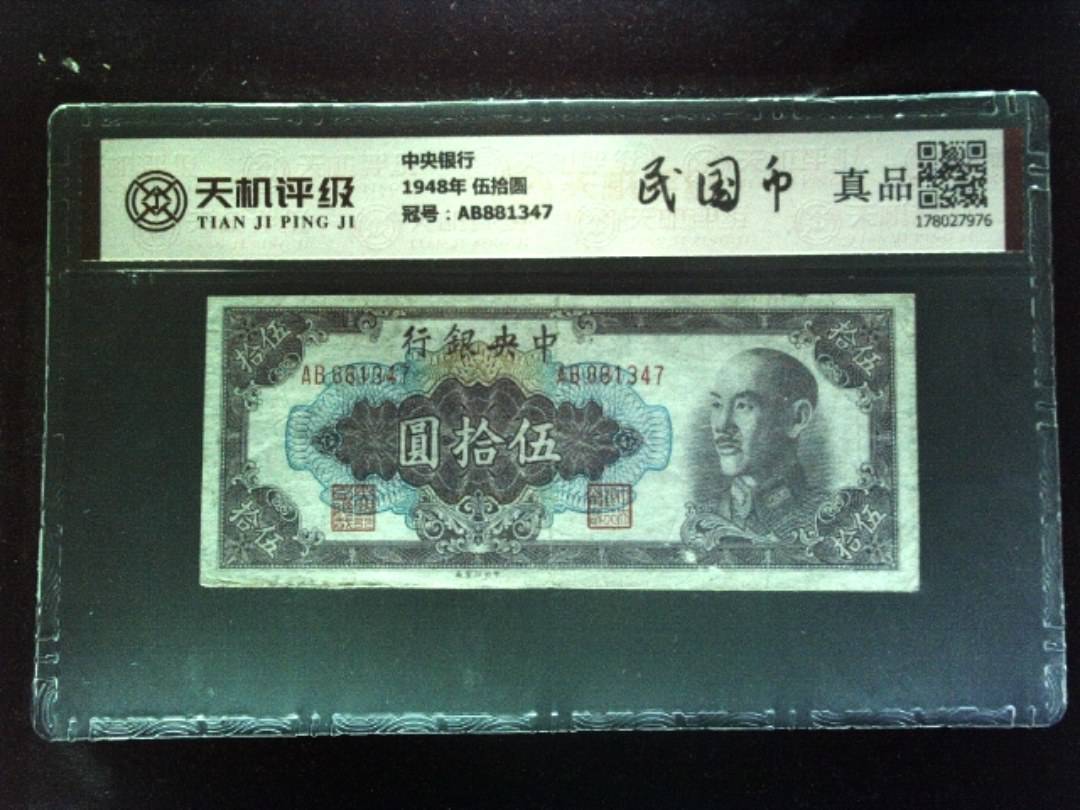 天机评级
TIAN JI PING JI
中央银行
1948年 伍拾圆
冠号：AB881347
民国币
真品
178027976
拾伍
行銀央中
拾伍
AB881347
AB881347
圓拾伍
拾伍
拾伍